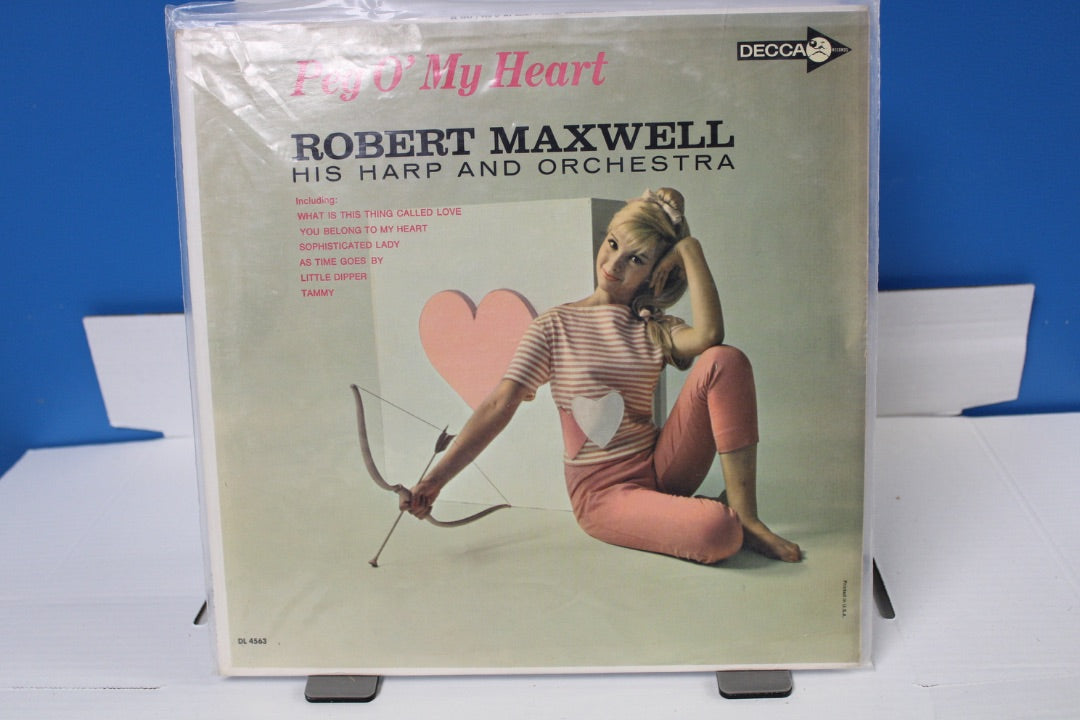 Peg O' My Heart
DECCA RECORDS
ROBERT MAXWELL
HIS HARP AND ORCHESTRA
Including:
WHAT IS THIS THING CALLED LOVE
YOU BELONG TO MY HEART
SOPHISTICATED LADY
AS TIME GOES BY
LITTLE DIPPER
TAMMY
Printed in U.S.A.
DL 4563